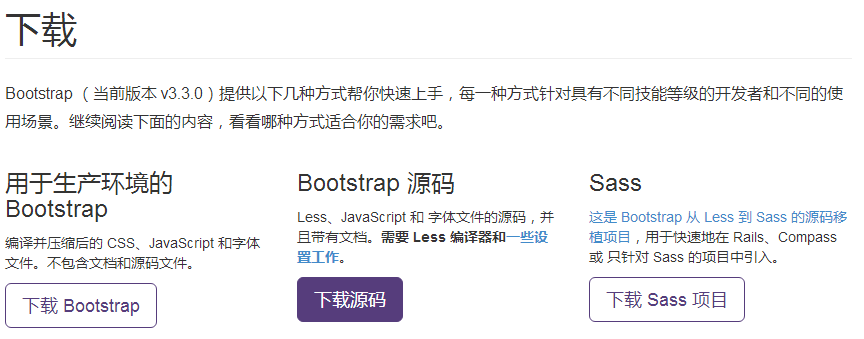 下载
Bootstrap （当前版本 v3.3.0）提供以下几种方式帮你快速上手，每一种方式针对具有不同技能等级的开发者和不同的使
用场景。继续阅读下面的内容，看看哪种方式适合你的需求吧。
用于生产环境的
Bootstrap
编译并压缩后的 CSS、JavaScript 和字体
文件。不包含文档和源码文件。
下载 Bootstrap
Bootstrap 源码
Less、JavaScript 和 字体文件的源码，并
且带有文档。需要 Less 编译器和一些设
置工作。
下载源码
Sass
这是 Bootstrap 从 Less 到 Sass 的源码移
植项目，用于快速地在 Rails、Compass
或 只针对 Sass 的项目中引入。
下载 Sass 项目